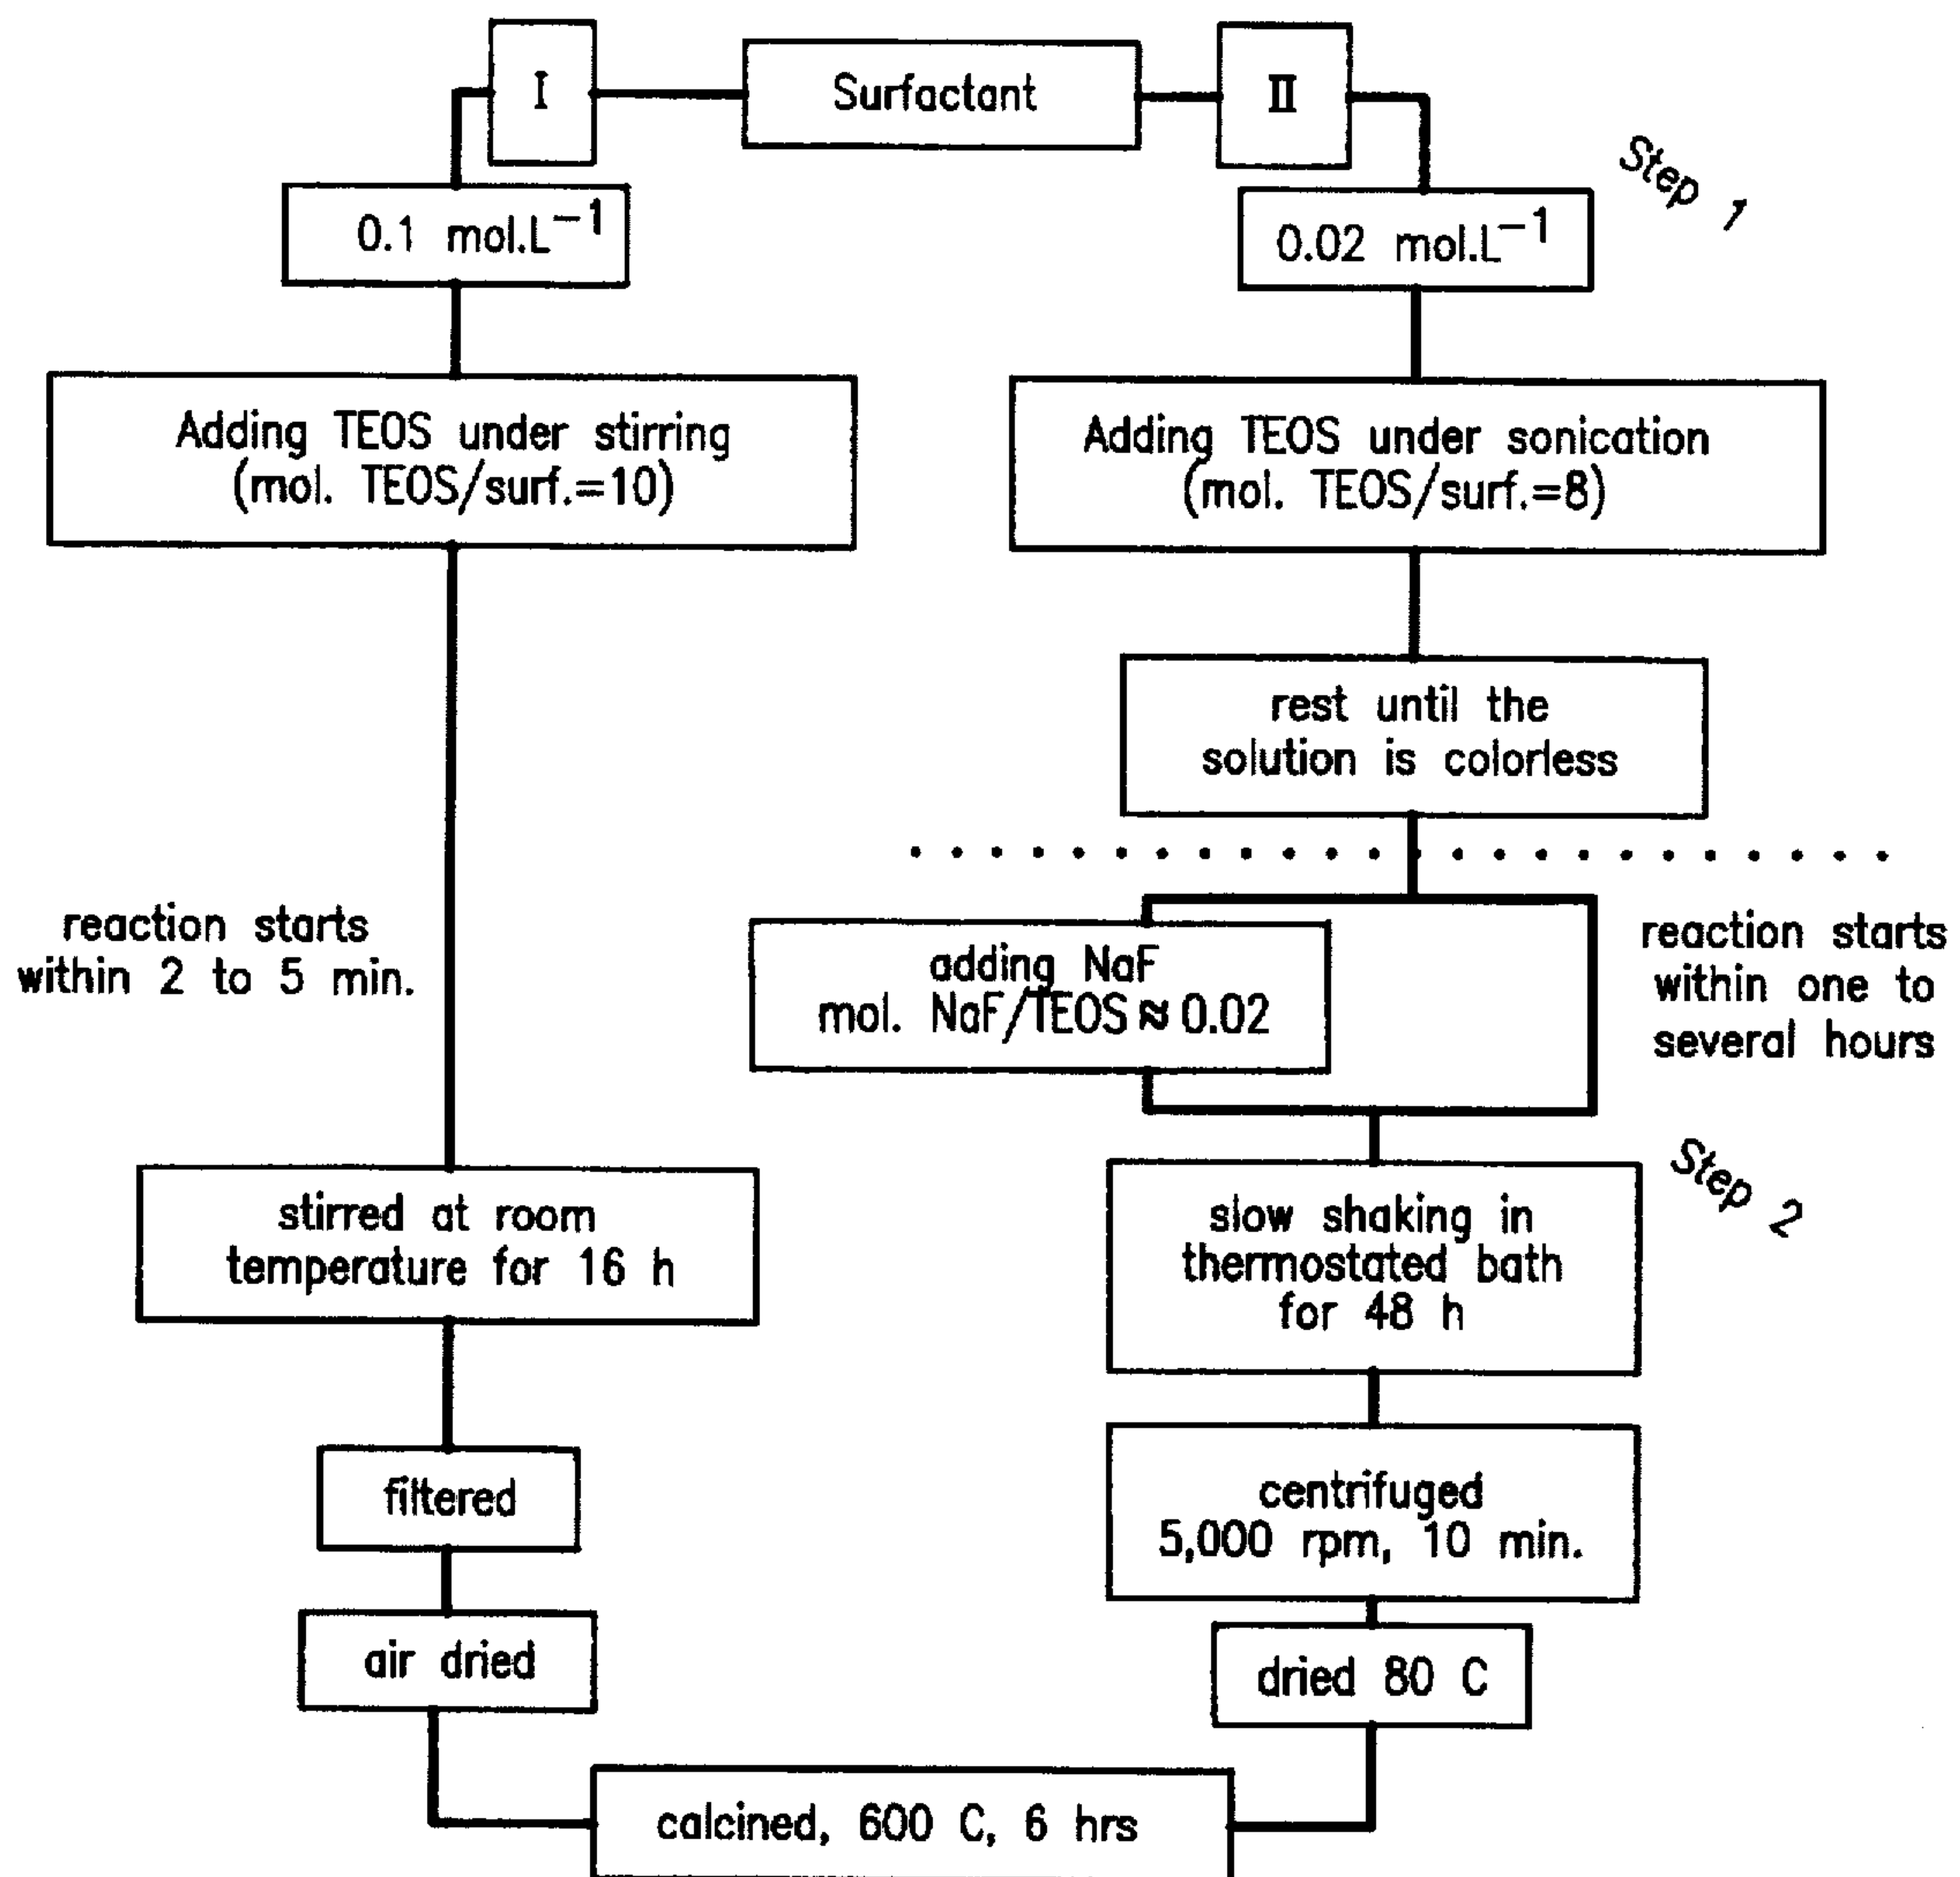 I
Surfactant
II
Step 1
0.1 mol.L⁻¹
0.02 mol.L⁻¹
Adding TEOS under stirring
(mol. TEOS/surf.=10)
Adding TEOS under sonication
(mol. TEOS/surf.=8)
rest until the
solution is colorless
reaction starts
within 2 to 5 min.
adding NaF
mol. NaF/TEOS≈0.02
reaction starts
within one to
several hours
Step 2
stirred at room
temperature for 16 h
slow shaking in
thermostated bath
for 48 h
filtered
centrifuged
5,000 rpm, 10 min.
air dried
dried 80 C
calcined, 600 C, 6 hrs